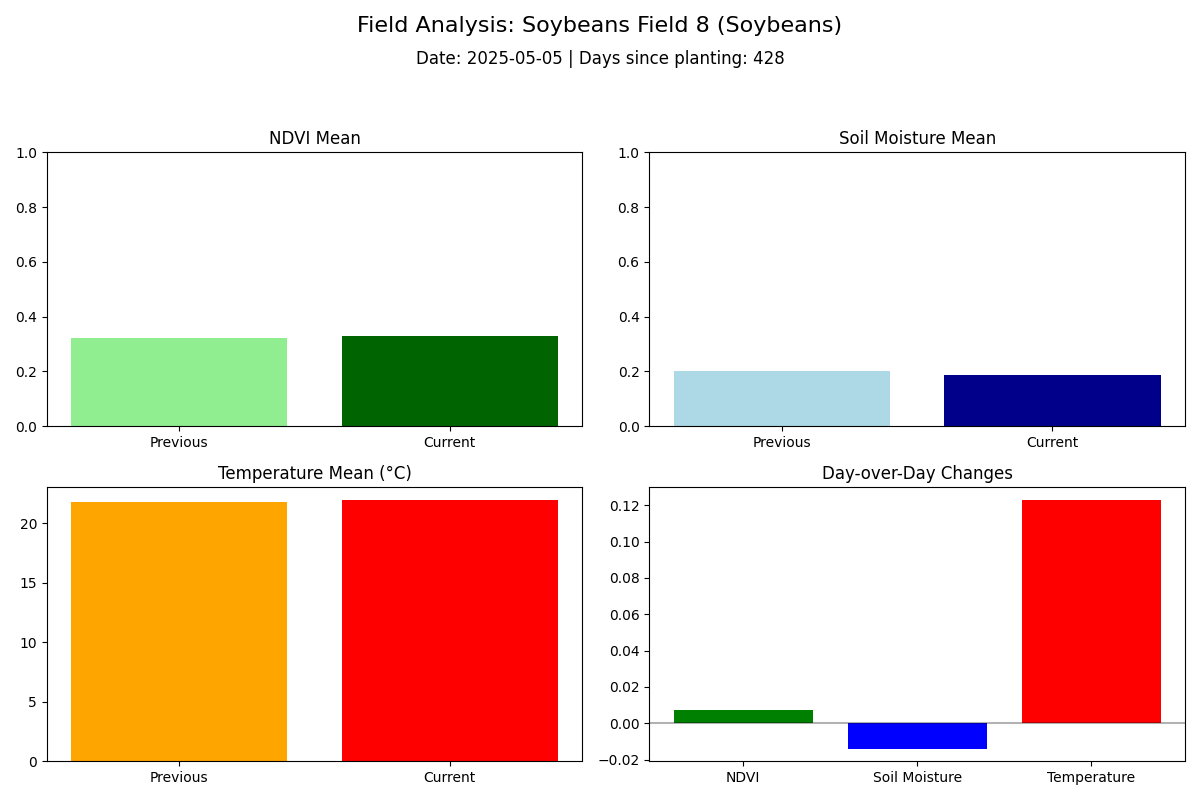 Field Analysis: Soybeans Field 8 (Soybeans)
Date: 2025-05-05 | Days since planting: 428
NDVI Mean
1.0
0.8
0.6
0.4
0.2
0.0
Previous Current
Soil Moisture Mean
1.0
0.8
0.6
0.4
0.2
0.0
Previous Current
Temperature Mean (°C)
20
15
10
5
0
Previous Current
Day-over-Day Changes
0.12
0.10
0.08
0.06
0.04
0.02
0.00
−0.02
NDVI Soil Moisture Temperature